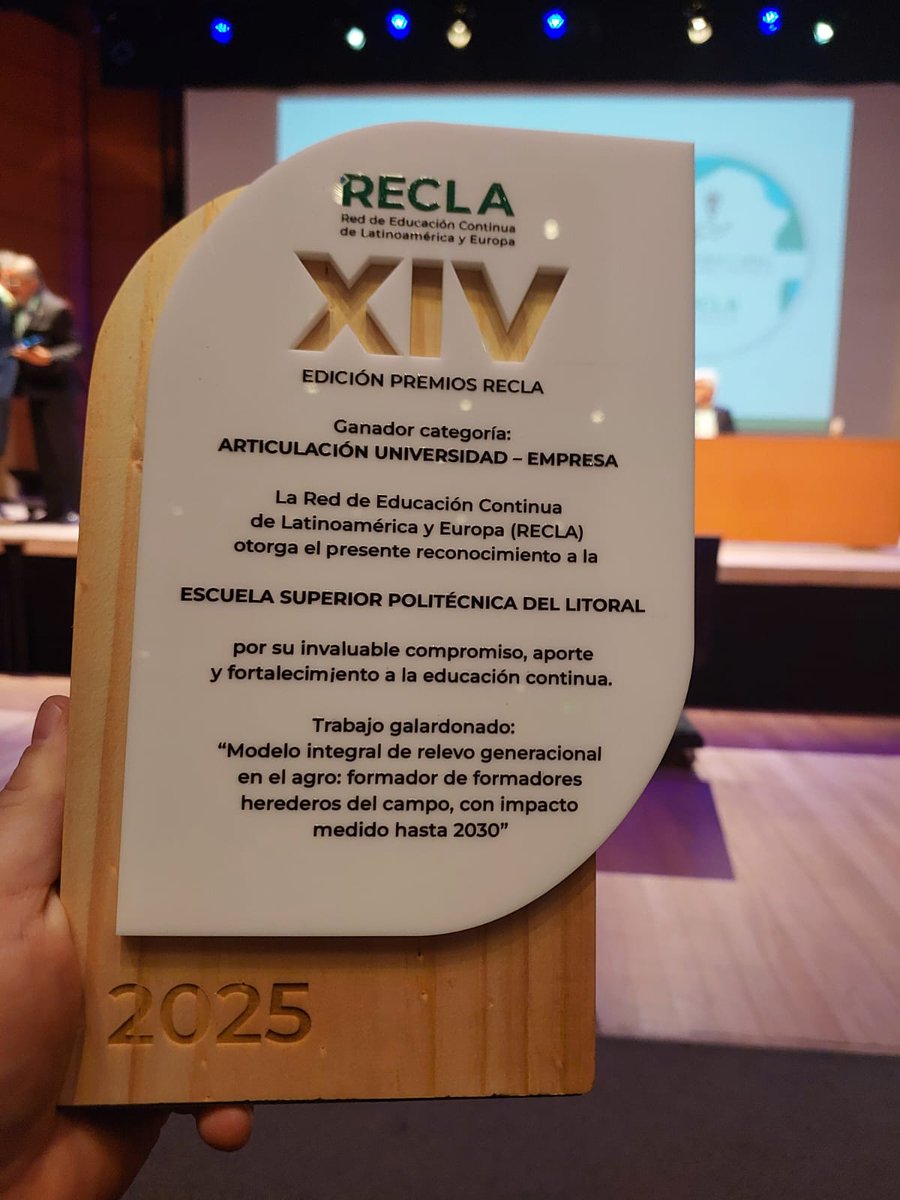 RECLA
Red de Educación Continua
de Latinoamérica y Europa
XIV
EDICIÓN PREMIOS RECLA
Ganador categoría:
ARTICULACIÓN UNIVERSIDAD – EMPRESA
La Red de Educación Continua
de Latinoamérica y Europa (RECLA)
otorga el presente reconocimiento a la
ESCUELA SUPERIOR POLITÉCNICA DEL LITORAL
por su invaluable compromiso, aporte
y fortalecimiento a la educación continua.
Trabajo galardonado:
“Modelo integral de relevo generacional
en el agro: formador de formadores
herederos del campo, con impacto
medido hasta 2030”
2025